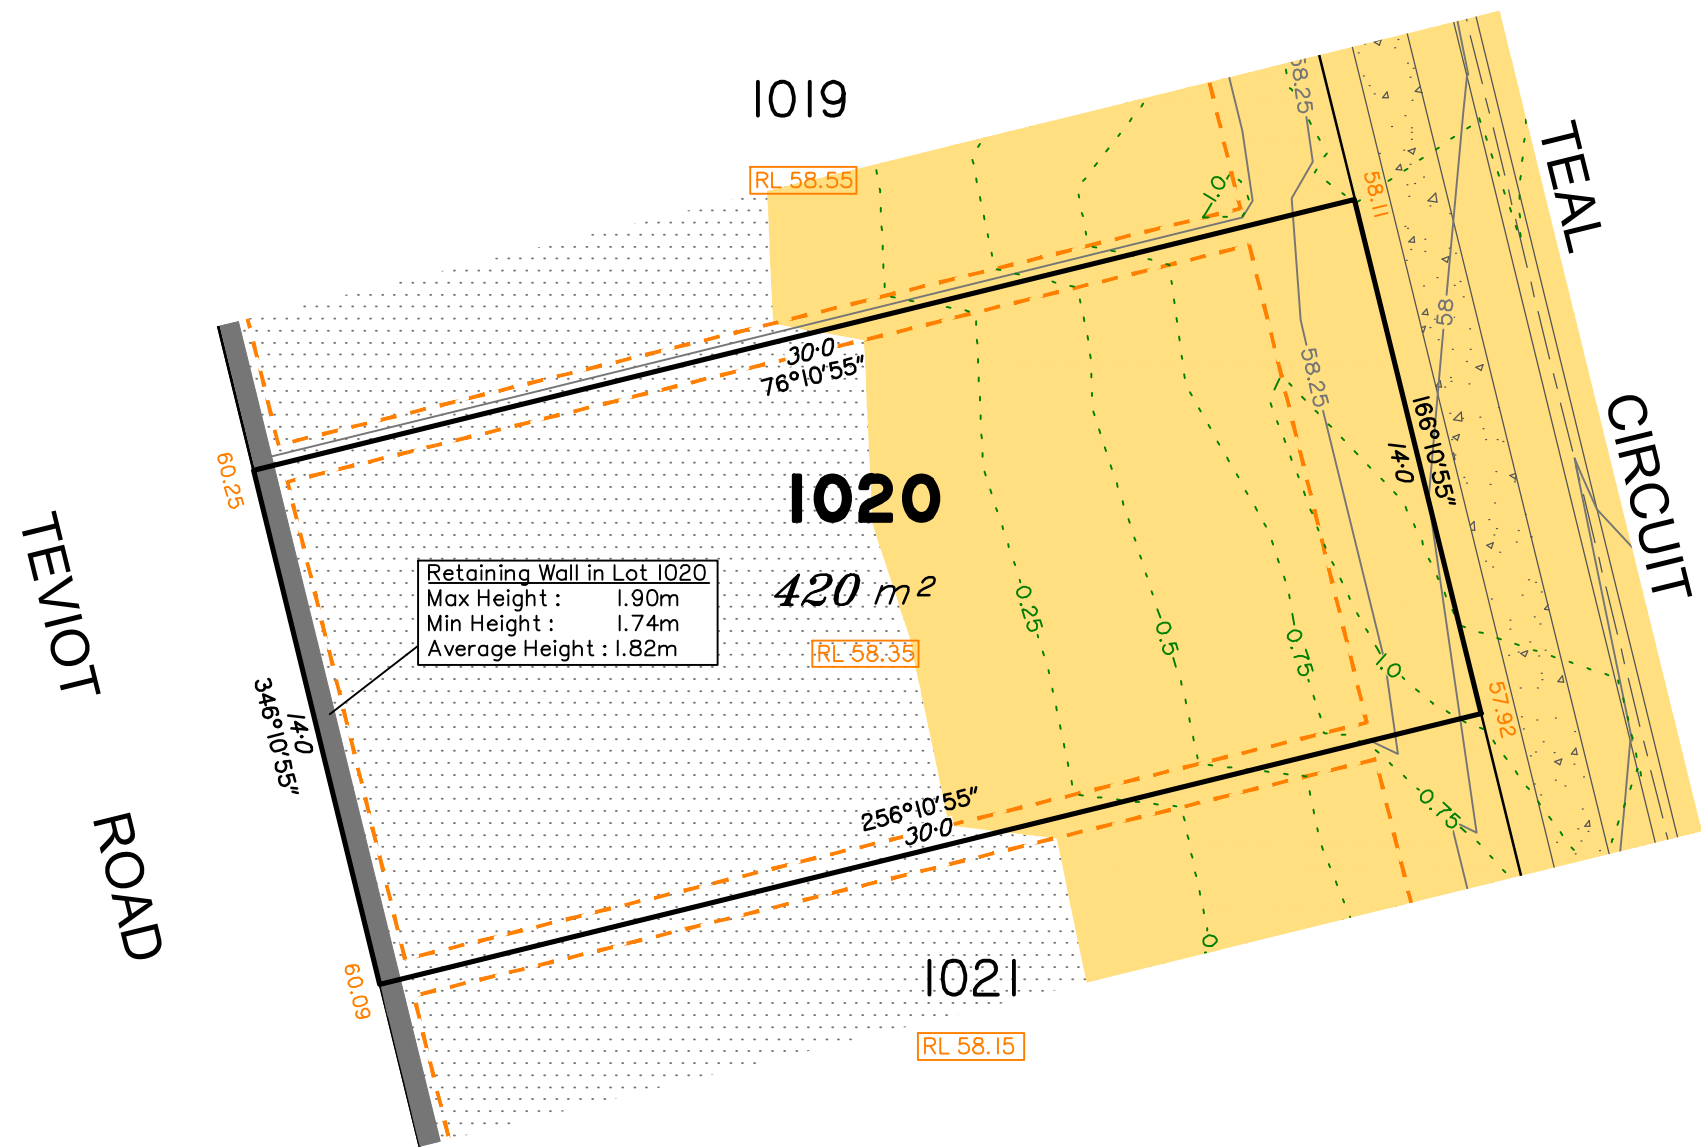 1019
RL 58.55
58.25
1.0
58.11
TEAL
CIRCUIT
58
30·0
76°10'55"
58.25
166°10'55"
14·0
60.25
1020
420 m²
RL 58.35
TEVIOT
ROAD
Retaining Wall in Lot 1020
Max Height : 1.90m
Min Height : 1.74m
Average Height : 1.82m
0.25
0.5
0.75
1.0
57.92
346°10'55"
14·0
256°10'55"
30·0
0.75
0
60.09
1021
RL 58.15